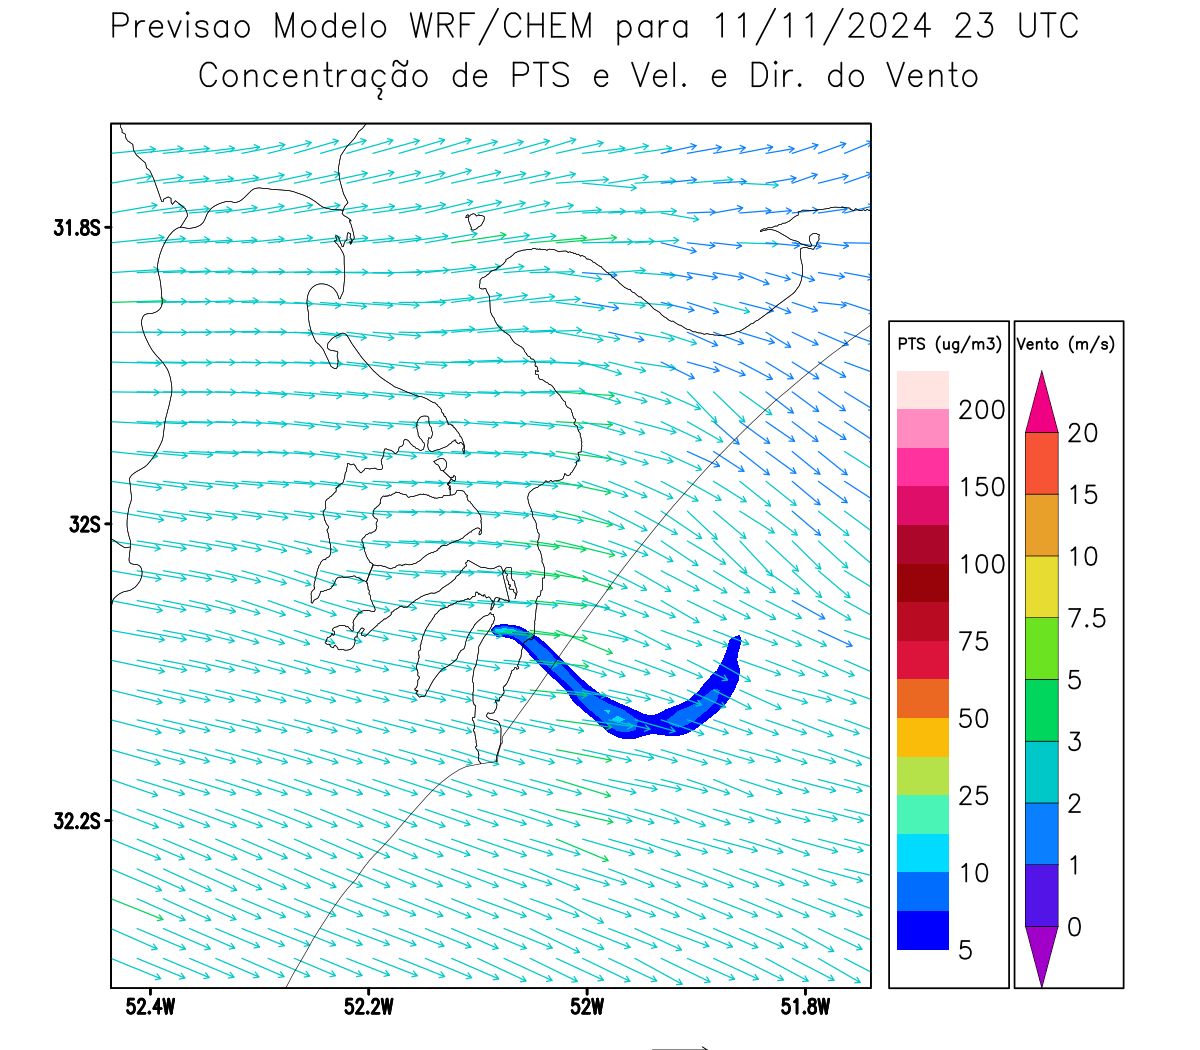 Previsao Modelo WRF/CHEM para 11/11/2024 23 UTC
Concentração de PTS e Vel. e Dir. do Vento
31.8S
32S
32.2S
52.4W
52.2W
52W
51.8W
PTS (ug/m3)
200
150
100
75
50
25
10
5
Vento (m/s)
20
15
10
7.5
5
3
2
1
0